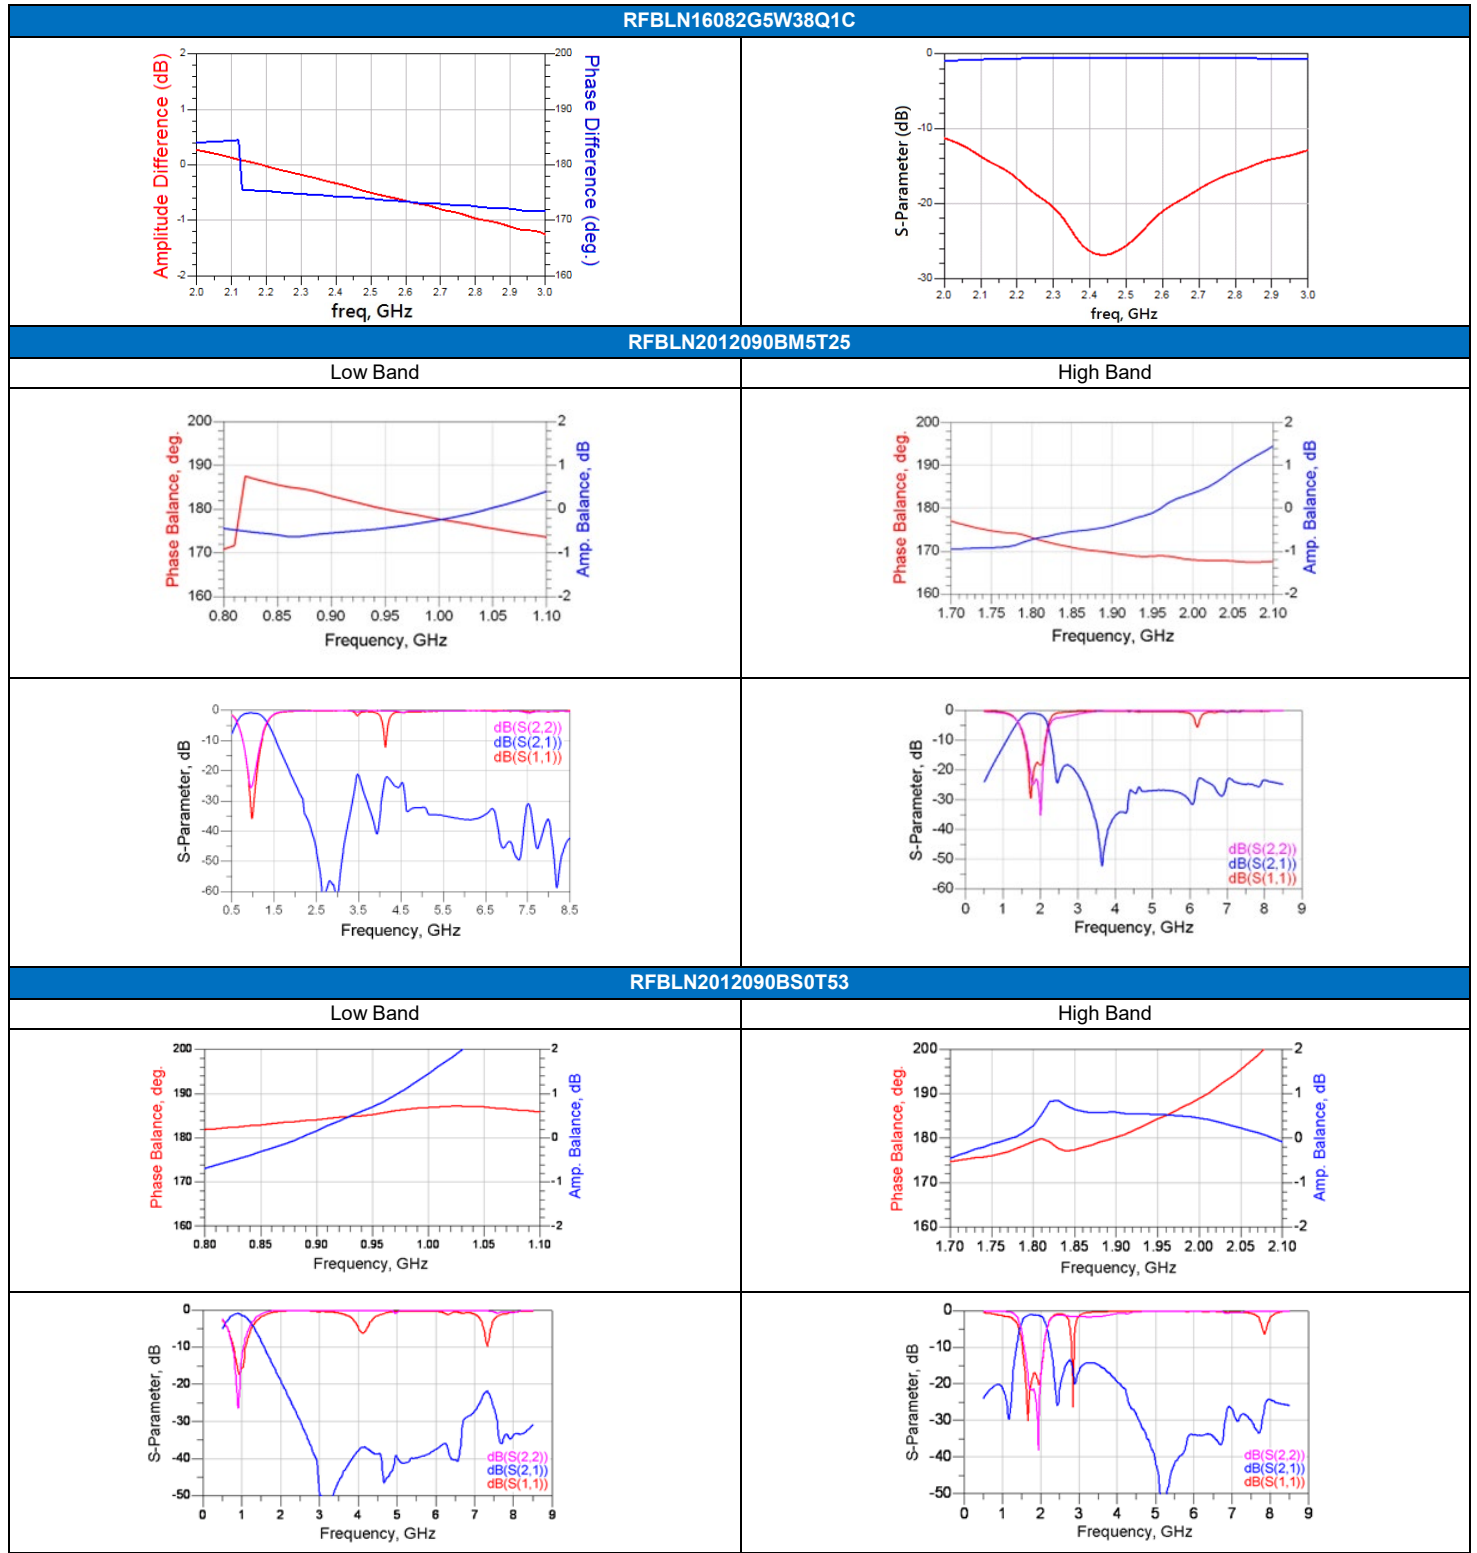 RFBLN16082G5W38Q1C
Amplitude Difference (dB)
2
1
0
-1
-2
200
190
180
170
160
Phase Difference (deg.)
2.0 2.1 2.2 2.3 2.4 2.5 2.6 2.7 2.8 2.9 3.0
freq, GHz
S-Parameter (dB)
0
-10
-20
-30
2.0 2.1 2.2 2.3 2.4 2.5 2.6 2.7 2.8 2.9 3.0
freq, GHz
RFBLN2012090BM5T25
Low Band
High Band
Phase Balance, deg.
200
190
180
170
160
2
1
0
-1
-2
Amp. Balance, dB
0.80 0.85 0.90 0.95 1.00 1.05 1.10
Frequency, GHz
Phase Balance, deg.
200
190
180
170
160
2
1
0
-1
-2
Amp. Balance, dB
1.70 1.75 1.80 1.85 1.90 1.95 2.00 2.05 2.10
Frequency, GHz
S-Parameter, dB
0
-10
-20
-30
-40
-50
-60
dB(S(2,2))
dB(S(2,1))
dB(S(1,1))
0.5 1.5 2.5 3.5 4.5 5.5 6.5 7.5 8.5
Frequency, GHz
S-Parameter, dB
0
-10
-20
-30
-40
-50
-60
dB(S(2,2))
dB(S(2,1))
dB(S(1,1))
0 1 2 3 4 5 6 7 8 9
Frequency, GHz
RFBLN2012090BS0T53
Low Band
High Band
Phase Balance, deg.
200
190
180
170
160
2
1
0
-1
-2
Amp. Balance, dB
0.80 0.85 0.90 0.95 1.00 1.05 1.10
Frequency, GHz
Phase Balance, deg.
200
190
180
170
160
2
1
0
-1
-2
Amp. Balance, dB
1.70 1.75 1.80 1.85 1.90 1.95 2.00 2.05 2.10
Frequency, GHz
S-Parameter, dB
0
-10
-20
-30
-40
-50
dB(S(2,2))
dB(S(2,1))
dB(S(1,1))
0 1 2 3 4 5 6 7 8 9
Frequency, GHz
S-Parameter, dB
0
-10
-20
-30
-40
-50
dB(S(2,2))
dB(S(2,1))
dB(S(1,1))
0 1 2 3 4 5 6 7 8 9
Frequency, GHz